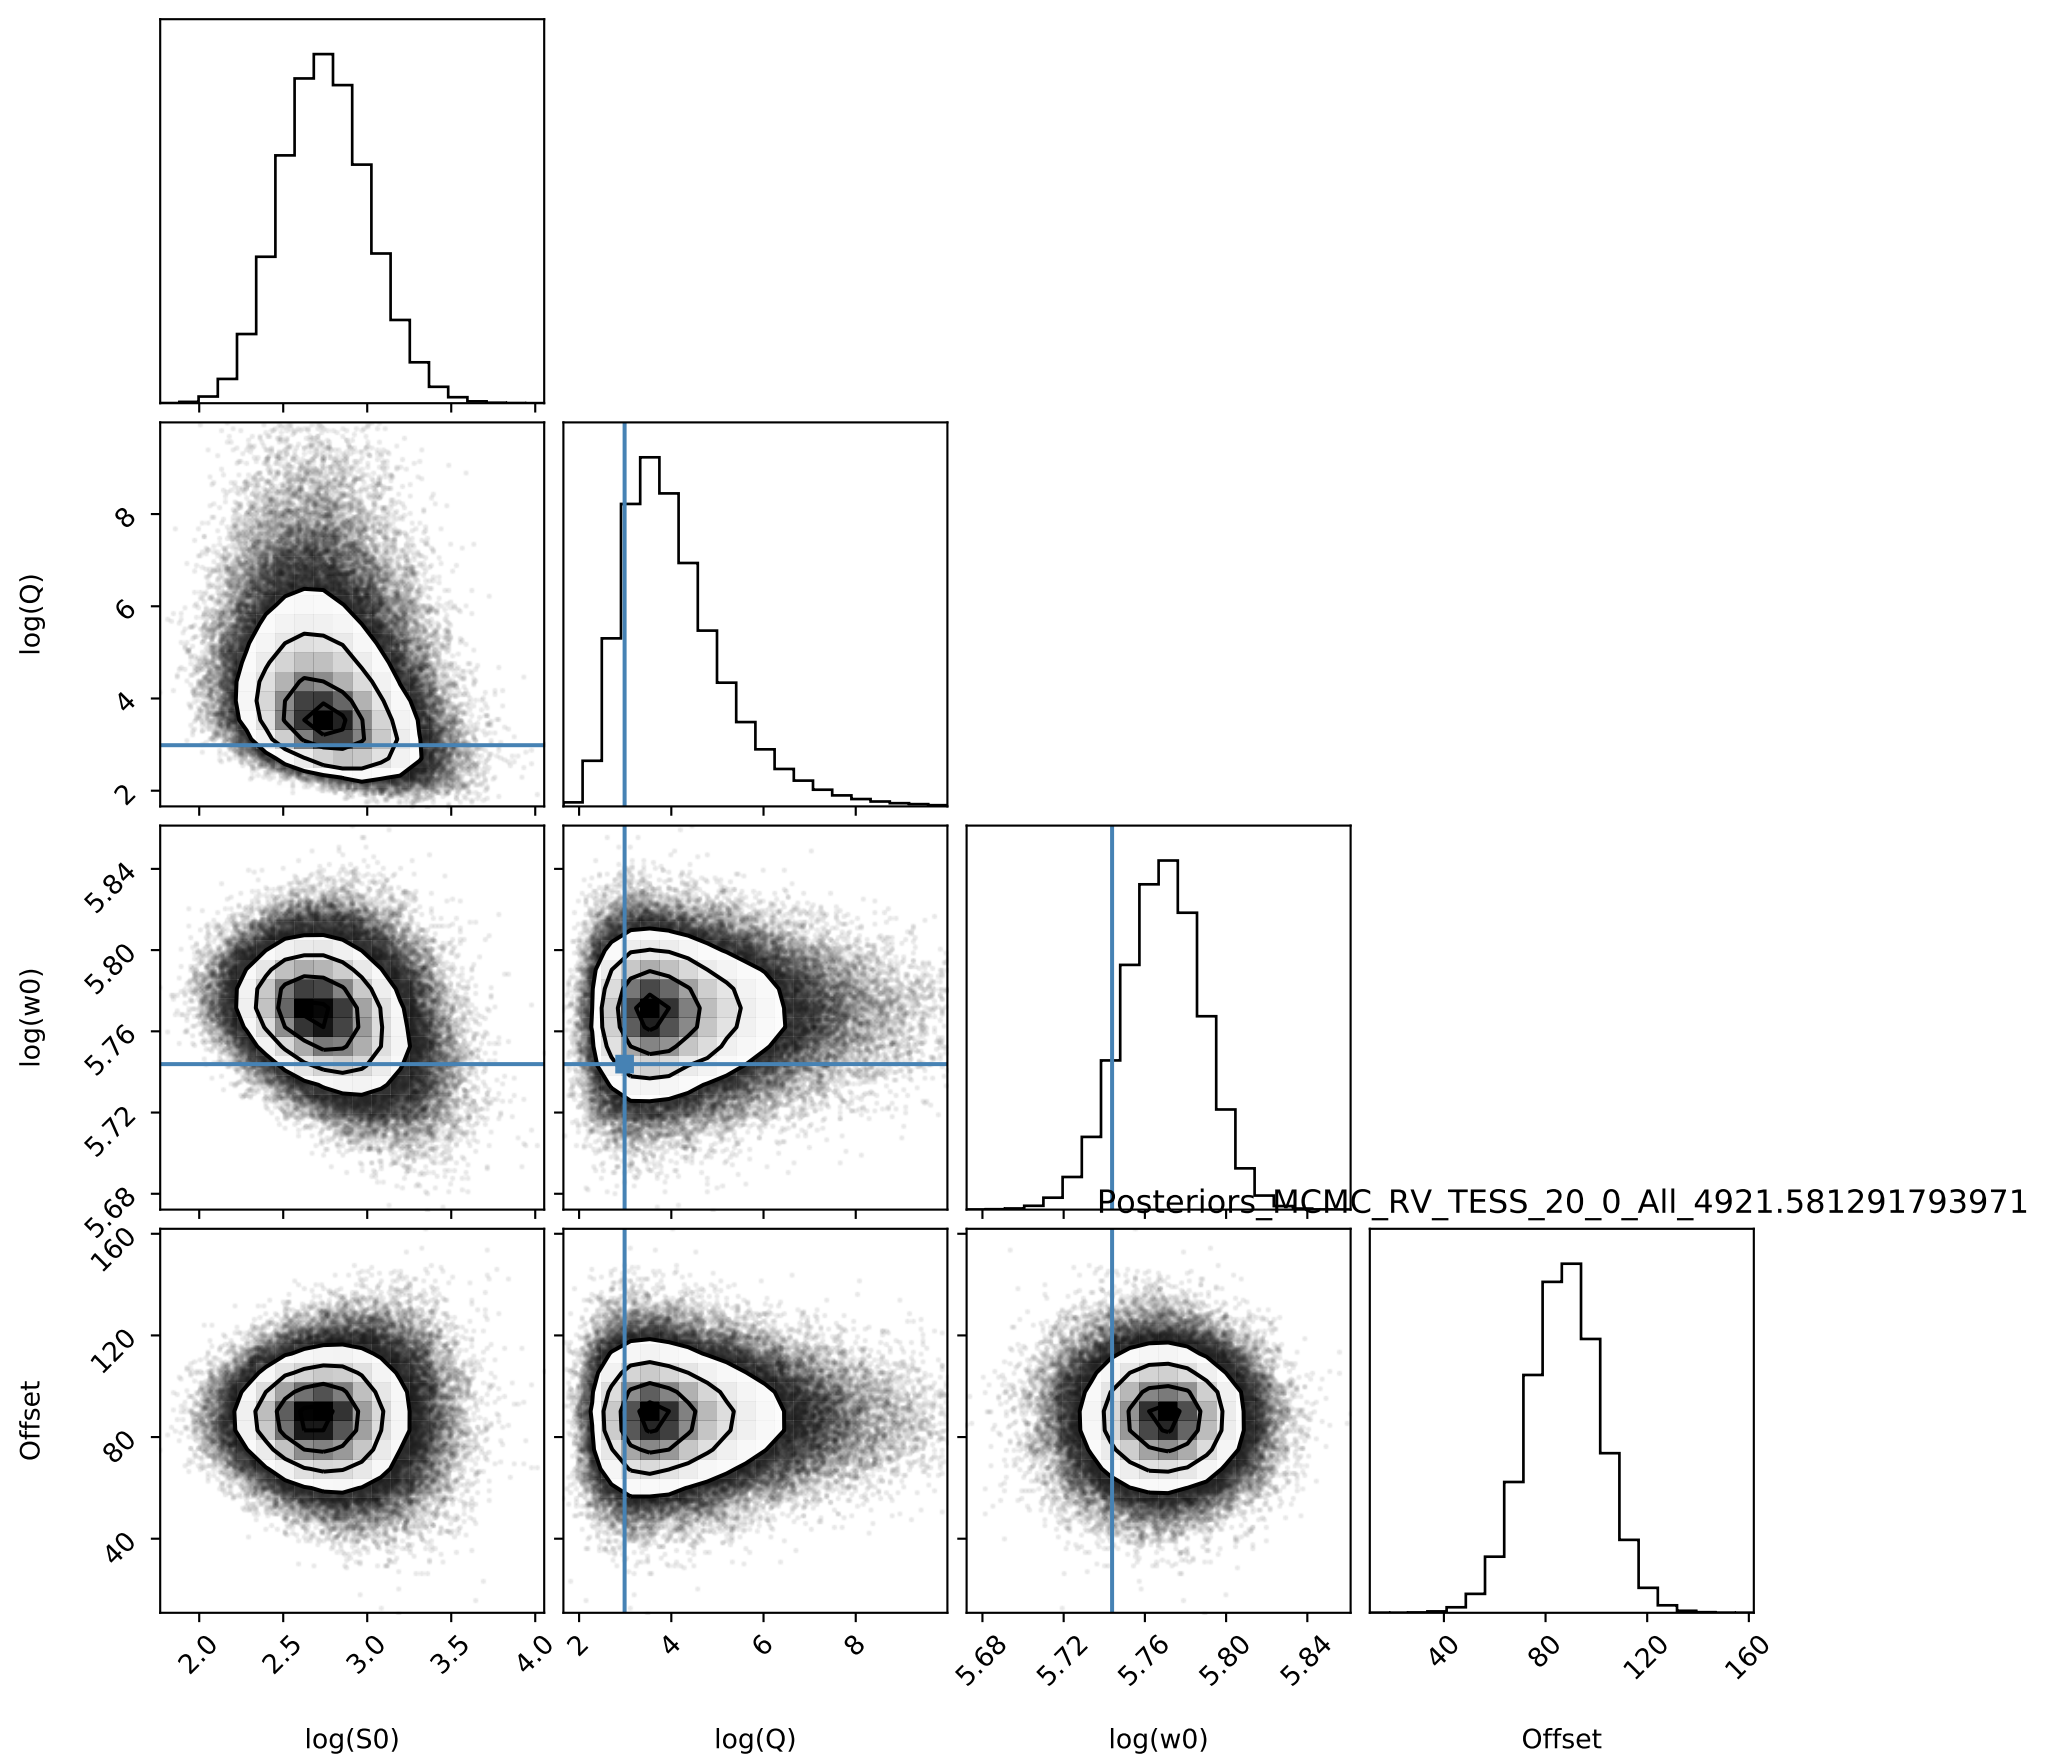 log(Q)
8
6
4
2
log(w0)
5.84
5.80
5.76
5.72
5.68
Posteriors_MCMC_RV_TESS_20_0_All_4921.581291793971
Offset
160
120
80
40
2.0 2.5 3.0 3.5 4.0 2 4 6 8 5.68 5.72 5.76 5.80 5.84 40 80 120 160
log(S0) log(Q) log(w0) Offset